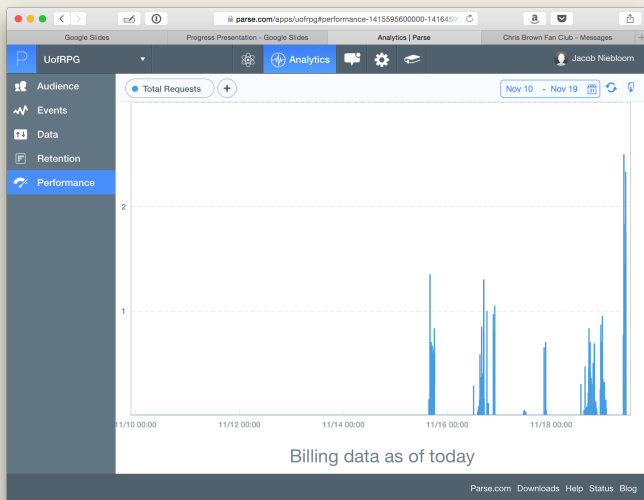 parse.com/apps/uofrpg#performance-1415595600000-14164595
Google Slides
Progress Presentation - Google Slides
Analytics | Parse
Chris Brown Fan Club - Messages
+
P UofRPG
Analytics
Jacob Niebloom
Audience
Events
Data
Retention
Performance
Total Requests +
Nov 10 - Nov 19
2
1
11/10 00:00
11/12 00:00
11/14 00:00
11/16 00:00
11/18 00:00
Billing data as of today
Parse.com Downloads Help Status Blog